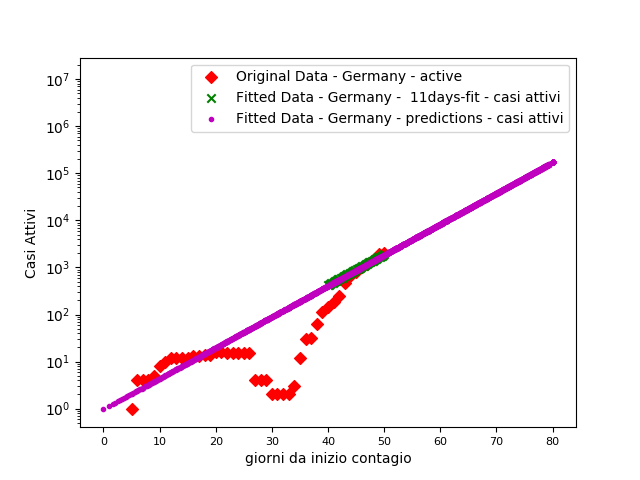 Original Data - Germany - active
Fitted Data - Germany -  11days-fit - casi attivi
Fitted Data - Germany - predictions - casi attivi
10^7
10^6
10^5
10^4
10^3
10^2
10^1
10^0
Casi Attivi
0 10 20 30 40 50 60 70 80
giorni da inizio contagio